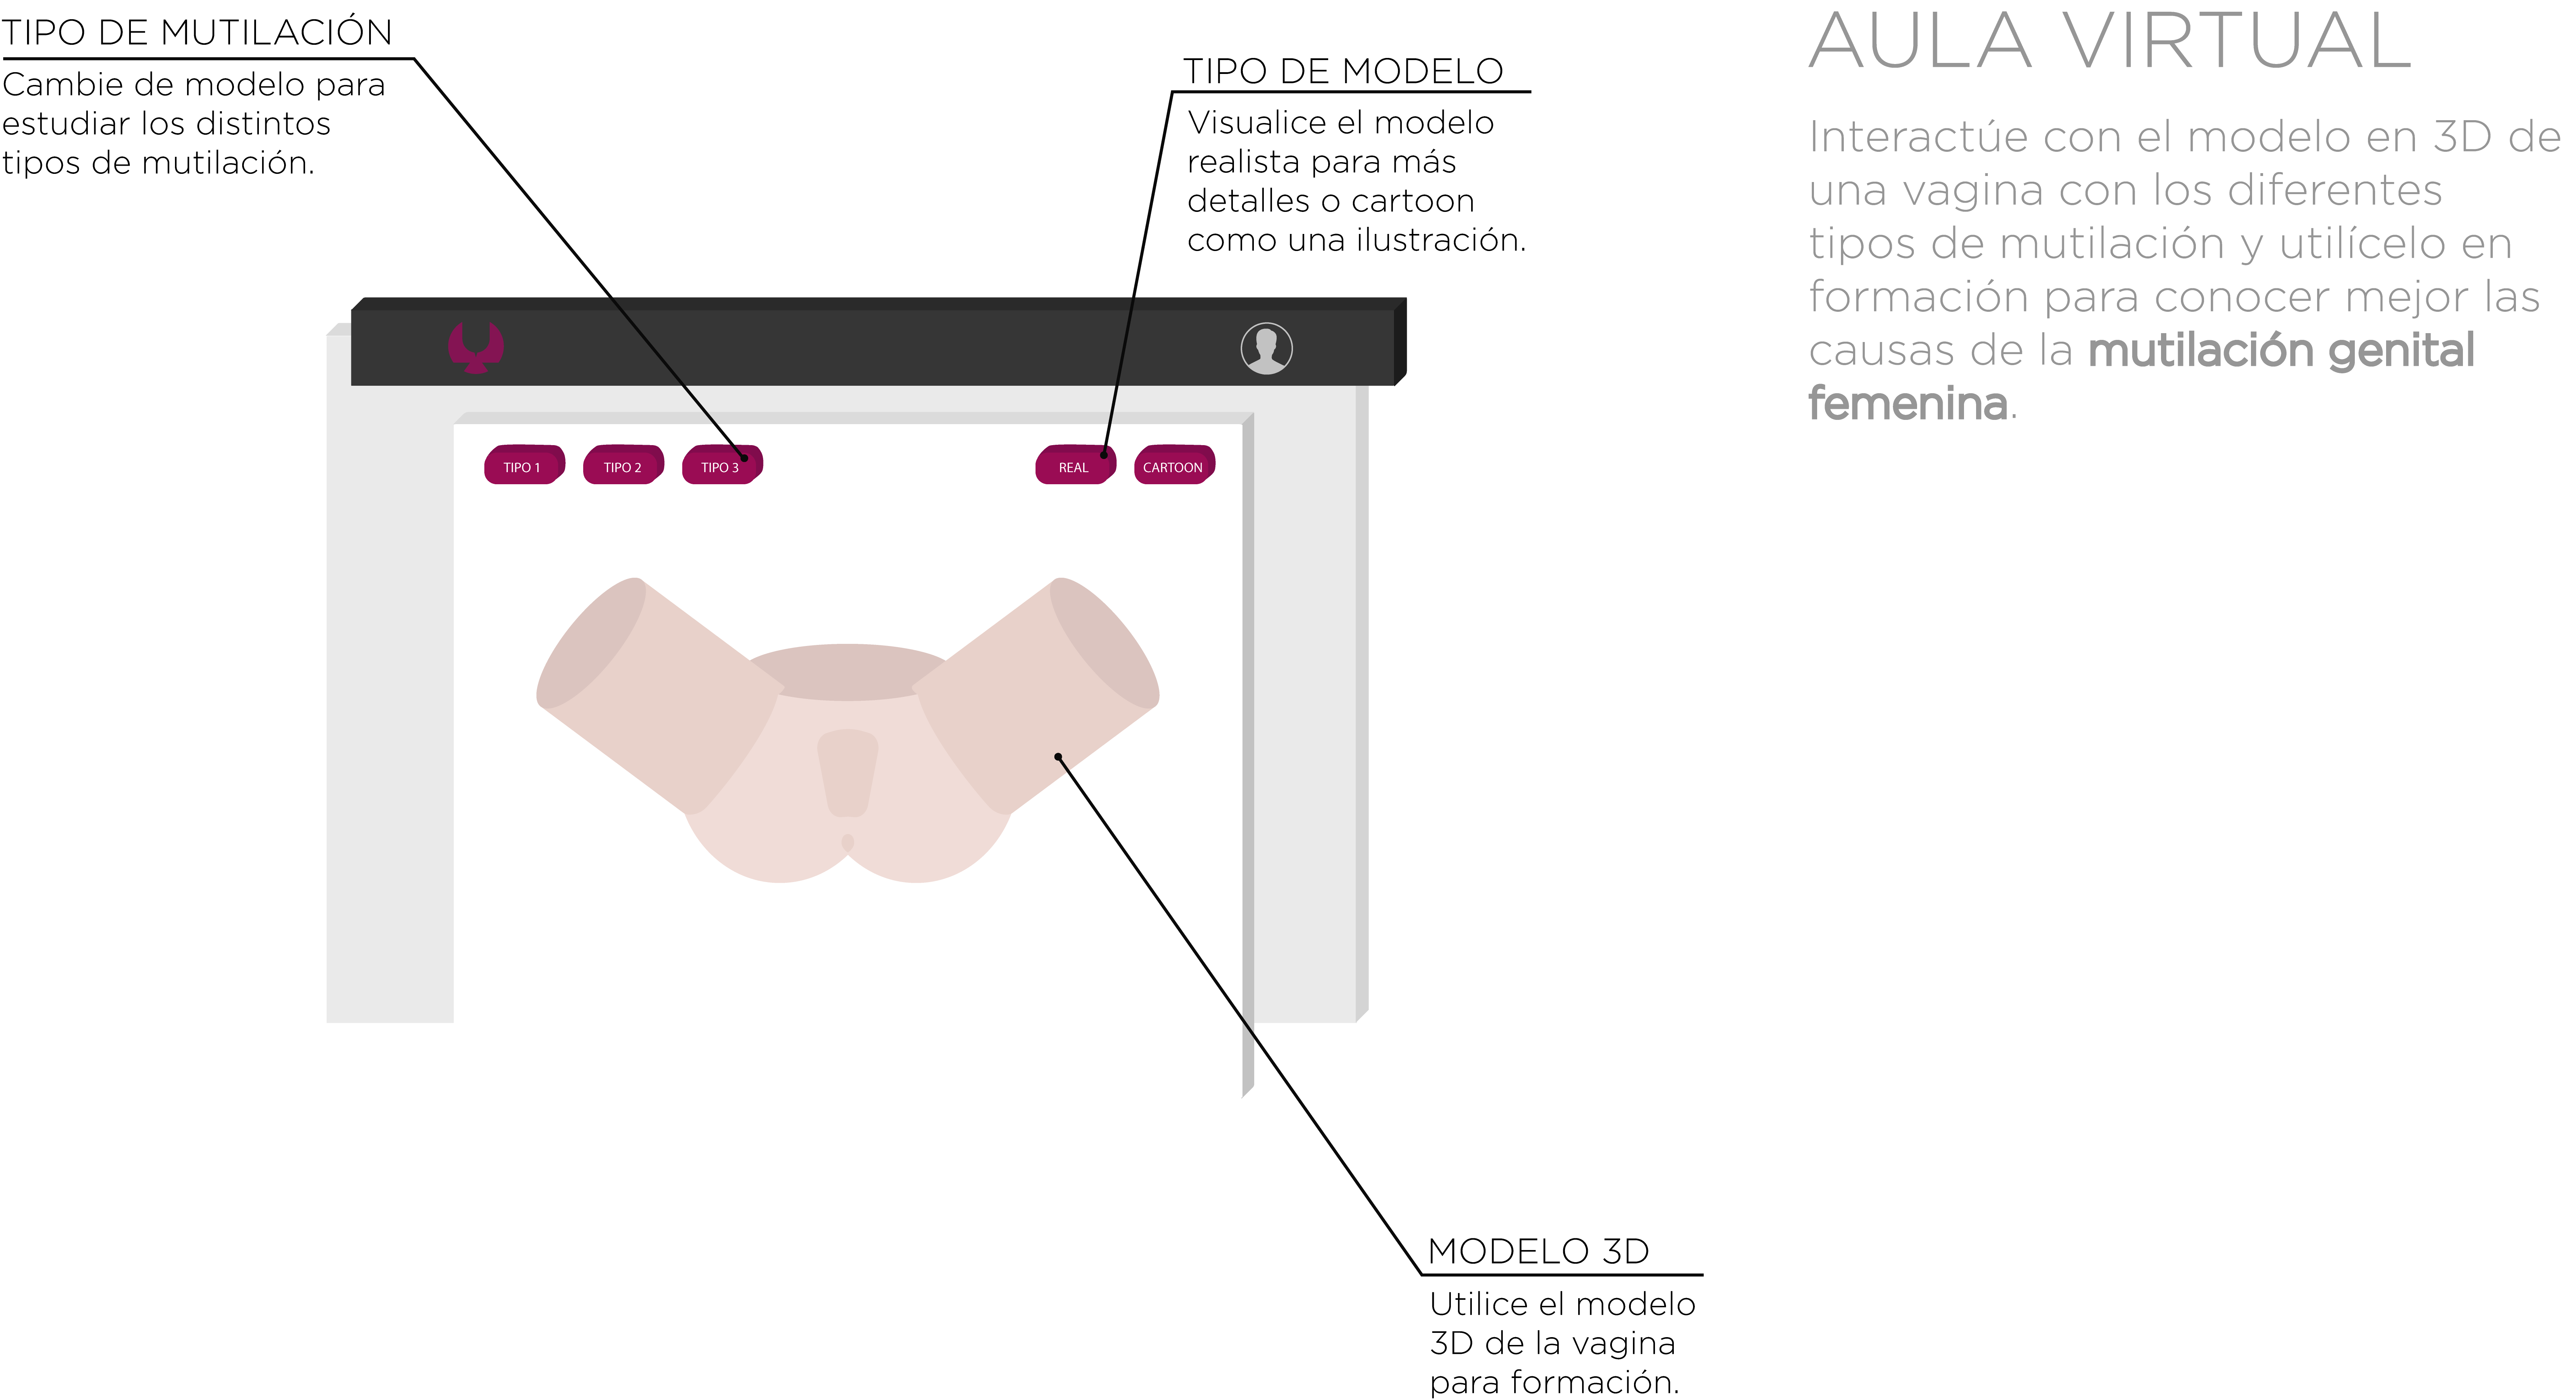 TIPO DE MUTILACIÓN
Cambie de modelo para
estudiar los distintos
tipos de mutilación.
TIPO DE MODELO
Visualice el modelo
realista para más
detalles o cartoon
como una ilustración.
AULA VIRTUAL
Interactúe con el modelo en 3D de
una vagina con los diferentes
tipos de mutilación y utilícelo en
formación para conocer mejor las
causas de la mutilación genital
femenina.
TIPO 1
TIPO 2
TIPO 3
REAL
CARTOON
MODELO 3D
Utilice el modelo
3D de la vagina
para formación.